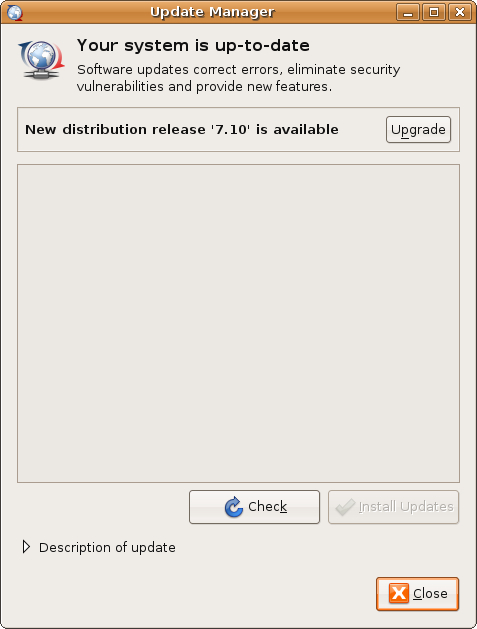 Update Manager
Your system is up-to-date
Software updates correct errors, eliminate security
vulnerabilities and provide new features.
New distribution release '7.10' is available
Upgrade
Check
Install Updates
Description of update
Close